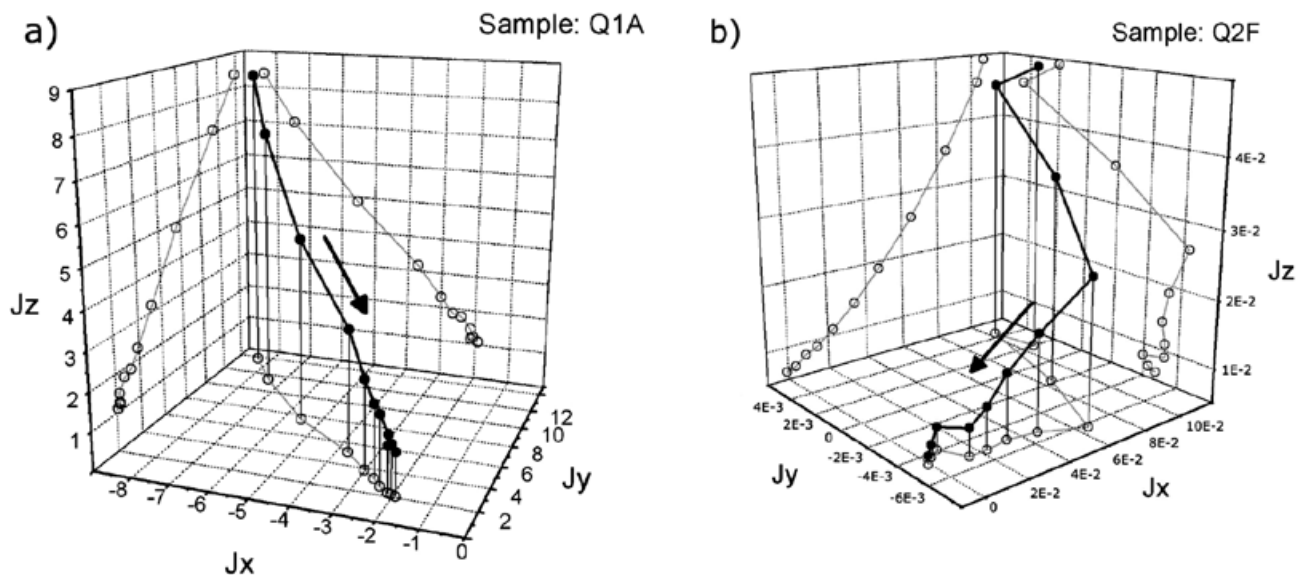 a)
Sample: Q1A
9
8
7
6
5
4
3
2
1
Jz
-8
-7
-6
-5
-4
-3
-2
-1
0
Jx
2
4
6
8
10
12
Jy
b)
Sample: Q2F
4E-2
3E-2
2E-2
1E-2
Jz
4E-3
2E-3
0
-2E-3
-4E-3
-6E-3
Jy
0
2E-2
4E-2
6E-2
8E-2
10E-2
Jx